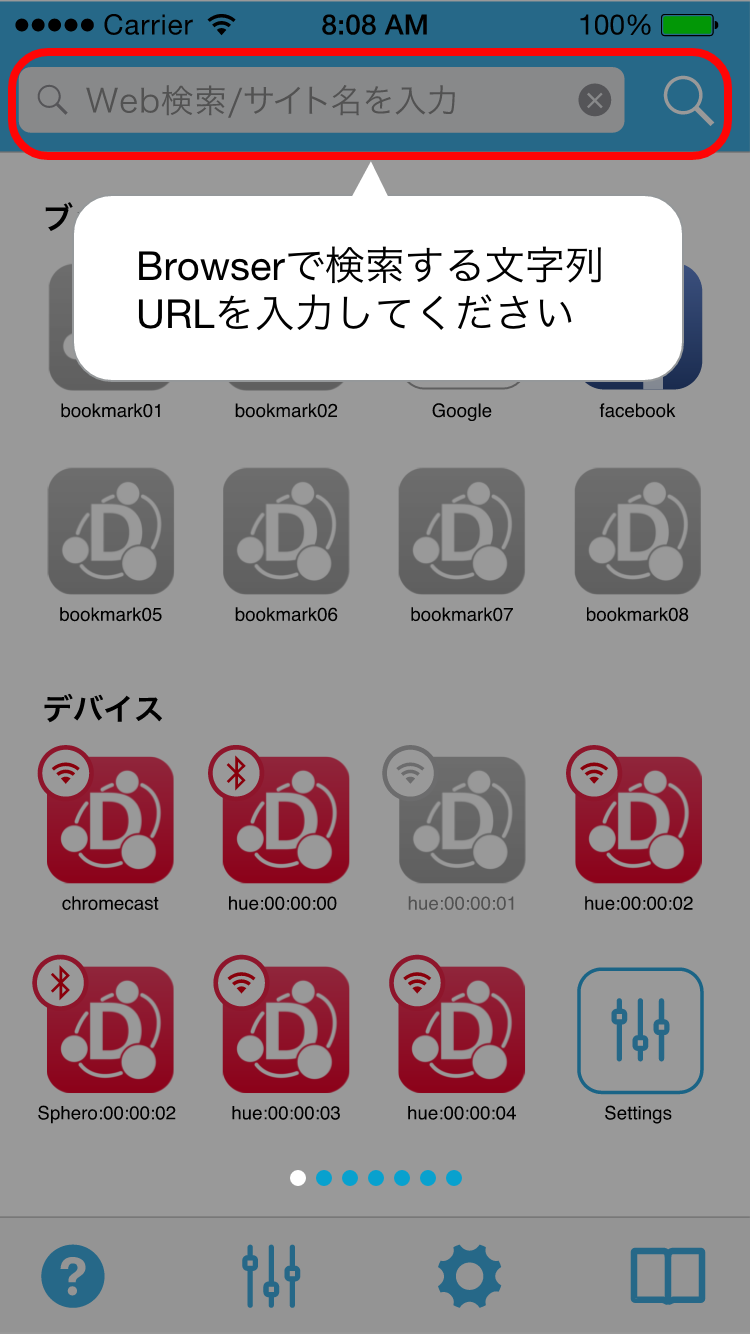 Carrier 8:08 AM 100%
Web検索/サイト名を入力
Browserで検索する文字列
URLを入力してください
ブ
bookmark01 bookmark02 Google facebook
D D D D
bookmark05 bookmark06 bookmark07 bookmark08
デバイス
D D D D
chromecast hue:00:00:00 hue:00:00:01 hue:00:00:02
D D D
Sphero:00:00:02 hue:00:00:03 hue:00:00:04 Settings
?